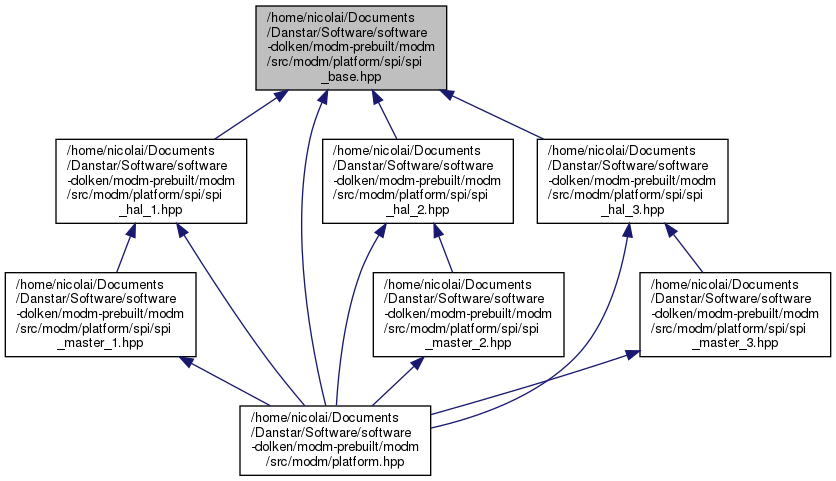 /home/nicolai/Documents
/Danstar/Software/software
-dolken/modm-prebuilt/modm
/src/modm/platform/spi/spi
_base.hpp
/home/nicolai/Documents
/Danstar/Software/software
-dolken/modm-prebuilt/modm
/src/modm/platform/spi/spi
_hal_1.hpp
/home/nicolai/Documents
/Danstar/Software/software
-dolken/modm-prebuilt/modm
/src/modm/platform/spi/spi
_hal_2.hpp
/home/nicolai/Documents
/Danstar/Software/software
-dolken/modm-prebuilt/modm
/src/modm/platform/spi/spi
_hal_3.hpp
/home/nicolai/Documents
/Danstar/Software/software
-dolken/modm-prebuilt/modm
/src/modm/platform/spi/spi
_master_1.hpp
/home/nicolai/Documents
/Danstar/Software/software
-dolken/modm-prebuilt/modm
/src/modm/platform/spi/spi
_master_2.hpp
/home/nicolai/Documents
/Danstar/Software/software
-dolken/modm-prebuilt/modm
/src/modm/platform/spi/spi
_master_3.hpp
/home/nicolai/Documents
/Danstar/Software/software
-dolken/modm-prebuilt/modm
/src/modm/platform.hpp